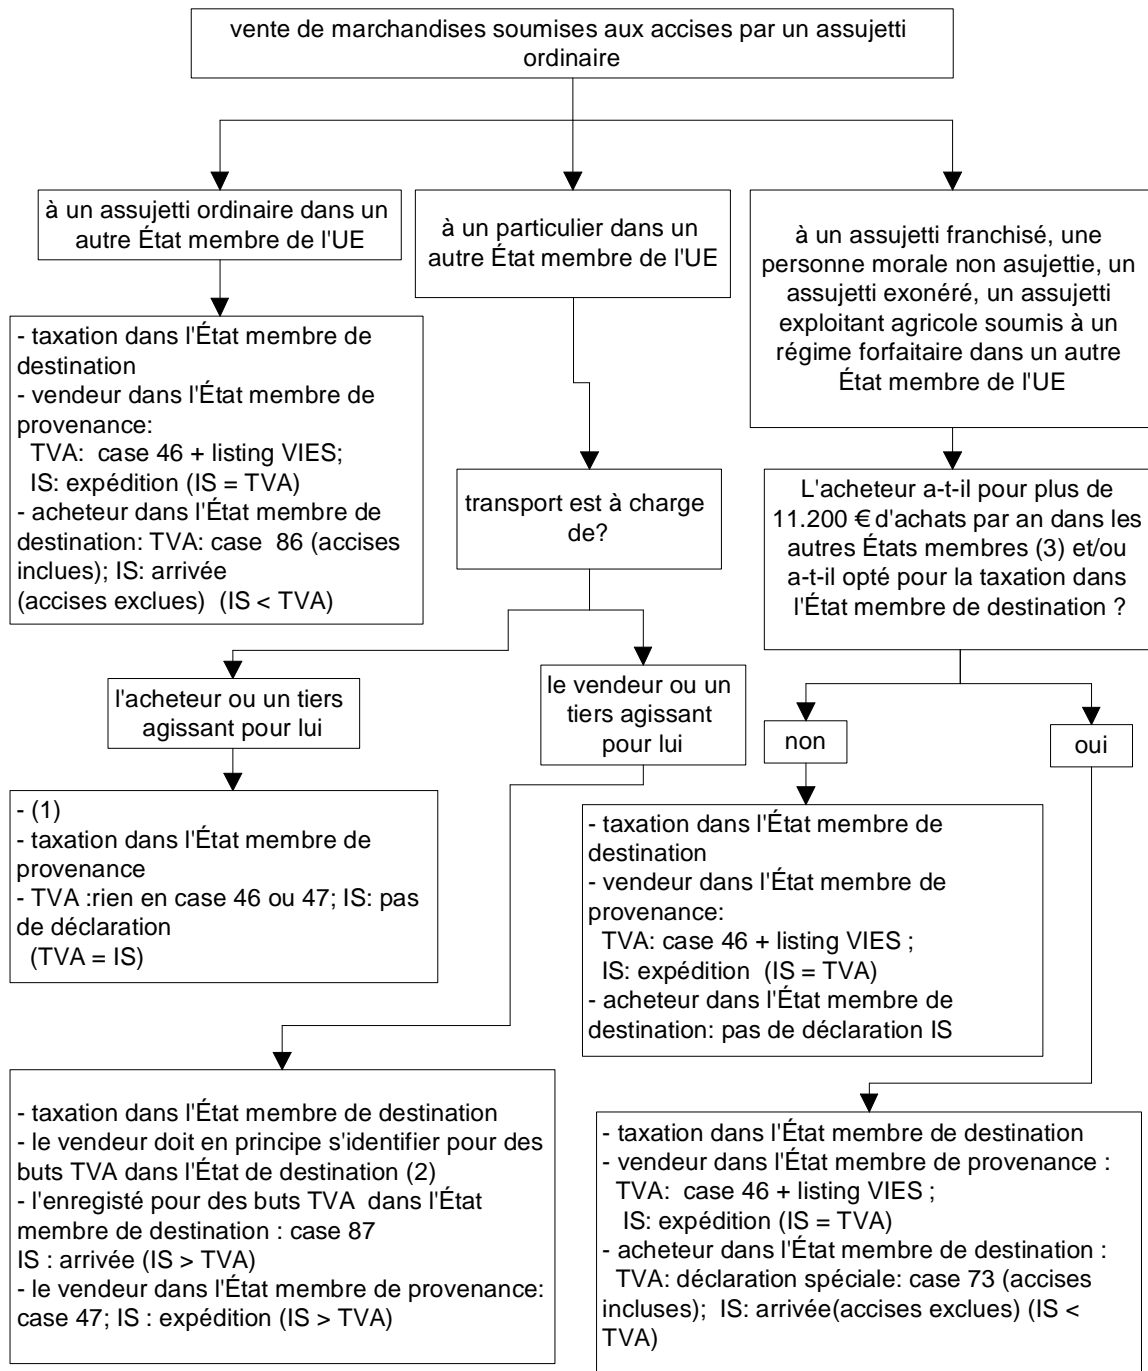 vente de marchandises soumises aux accises par un assujetti
ordinaire
à un assujetti ordinaire dans un
autre État membre de l'UE
à un particulier dans un
autre État membre de l'UE
à un assujetti franchisé, une
personne morale non asujettie, un
assujetti exonéré, un assujetti
exploitant agricole soumis à un
régime forfaitaire dans un autre
État membre de l'UE
- taxation dans l'État membre de
destination
- vendeur dans l'État membre de
provenance:
TVA: case 46 + listing VIES;
IS: expédition (IS = TVA)
- acheteur dans l'État membre de
destination: TVA: case 86 (accises
inclues); IS: arrivée
(accises exclues) (IS < TVA)
transport est à charge
de?
L'acheteur a-t-il pour plus de
11.200 € d'achats par an dans les
autres États membres (3) et/ou
a-t-il opté pour la taxation dans
l'État membre de destination ?
l'acheteur ou un tiers
agissant pour lui
le vendeur ou un
tiers agissant
pour lui
non
oui
- (1)
- taxation dans l'État membre de
provenance
- TVA :rien en case 46 ou 47; IS: pas
de déclaration
(TVA = IS)
- taxation dans l'État membre de
destination
- vendeur dans l'État membre de
provenance:
TVA: case 46 + listing VIES ;
IS: expédition (IS = TVA)
- acheteur dans l'État membre de
destination: pas de déclaration IS
- taxation dans l'État membre de destination
- le vendeur doit en principe s'identifier pour des
buts TVA dans l'État de destination (2)
- l'enregisté pour des buts TVA dans l'État
membre de destination : case 87
IS : arrivée (IS > TVA)
- le vendeur dans l'État membre de provenance:
case 47; IS : expédition (IS > TVA)
- taxation dans l'État membre de destination
- vendeur dans l'État membre de provenance :
TVA: case 46 + listing VIES ;
IS: expédition (IS = TVA)
- acheteur dans l'État membre de destination :
TVA: déclaration spéciale: case 73 (accises
incluses); IS: arrivée(accises exclues) (IS <
TVA)